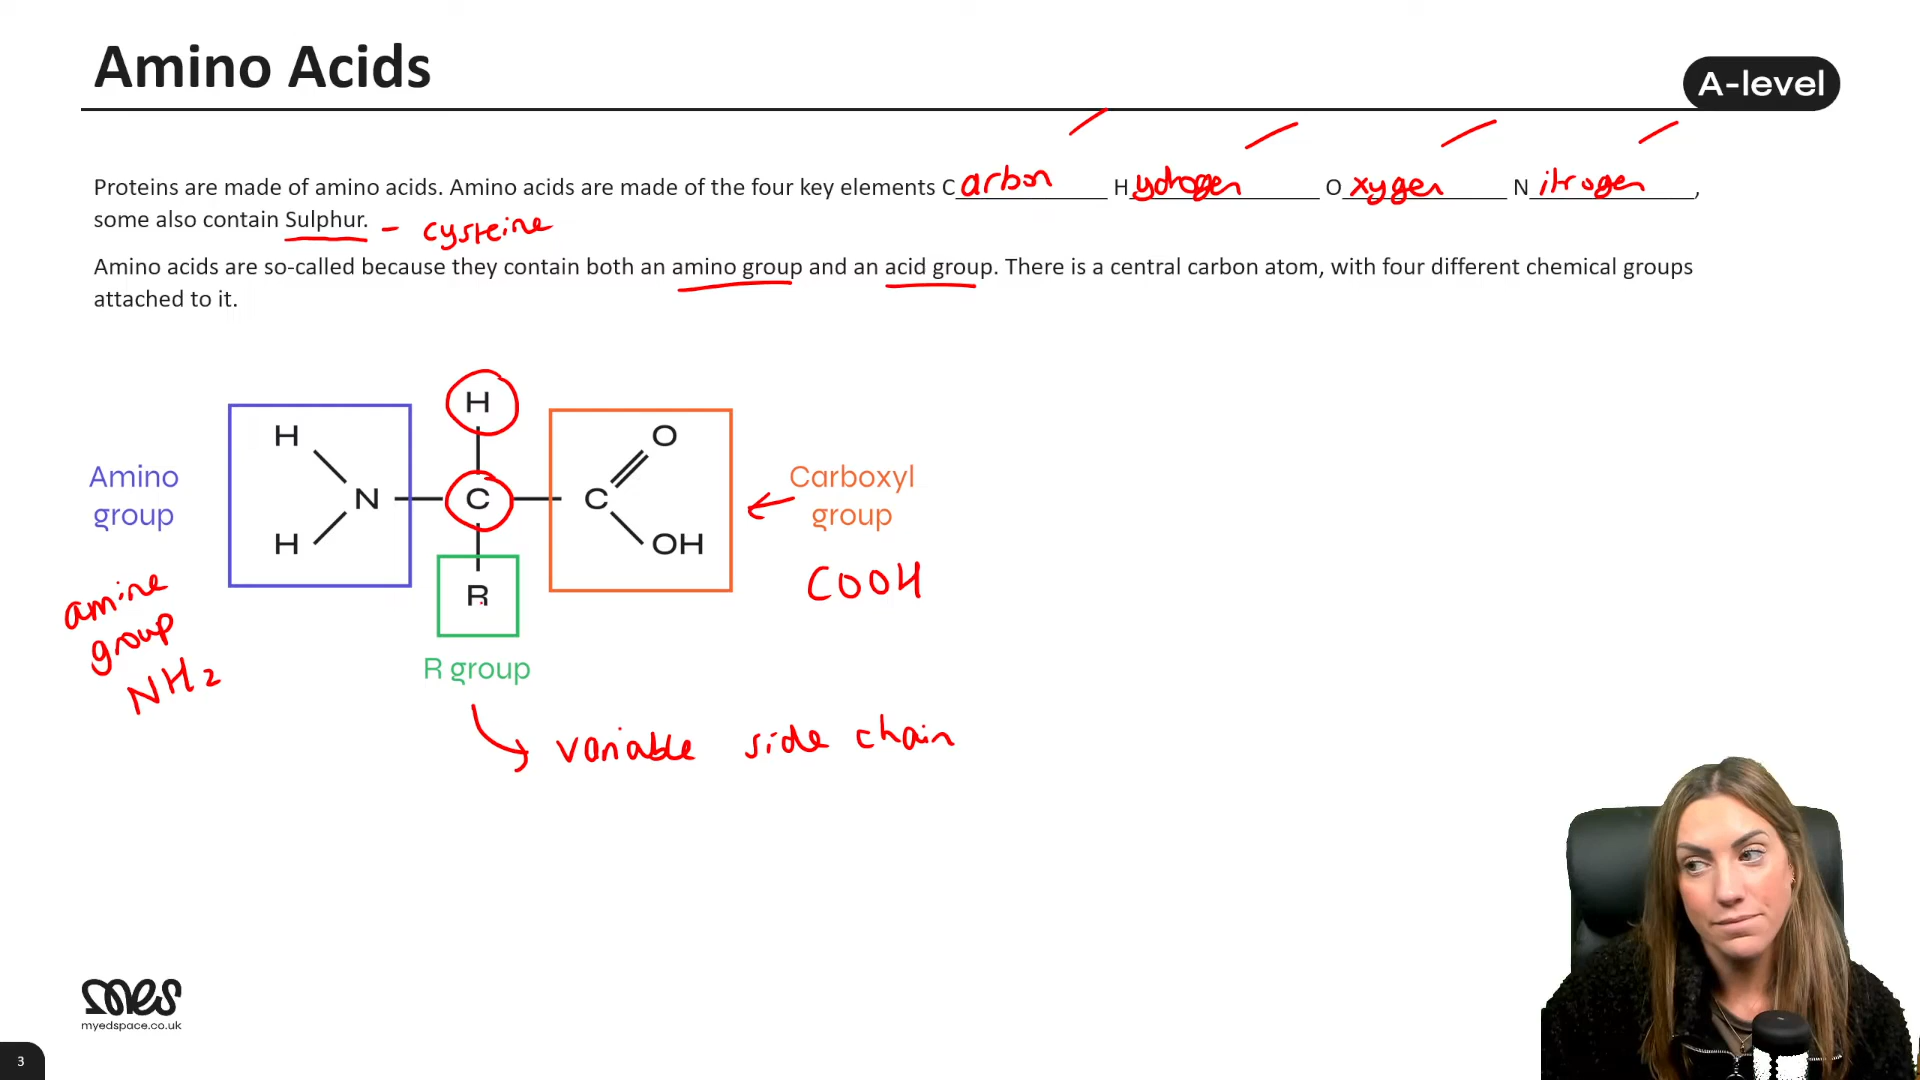 Amino Acids
A-level
Proteins are made of amino acids. Amino acids are made of the four key elements Carbon Hydrogen Oxygen Nitrogen,
some also contain Sulphur. - cysteine
Amino acids are so-called because they contain both an amino group and an acid group. There is a central carbon atom, with four different chemical groups
attached to it.
H
H O
Amino group
N C C
Carboxyl group
H OH
R
COOH
amine group NH2
R group
variable side chain
mes
myedspace.co.uk
3